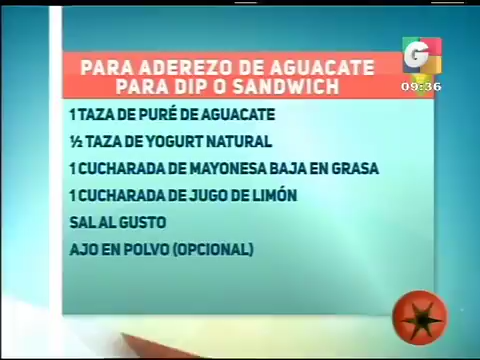 PARA ADEREZO DE AGUACATE
PARA DIP O SANDWICH
G
09:36
1 TAZA DE PURÉ DE AGUACATE
½ TAZA DE YOGURT NATURAL
1 CUCHARADA DE MAYONESA BAJA EN GRASA
1 CUCHARADA DE JUGO DE LIMÓN
SAL AL GUSTO
AJO EN POLVO (OPCIONAL)